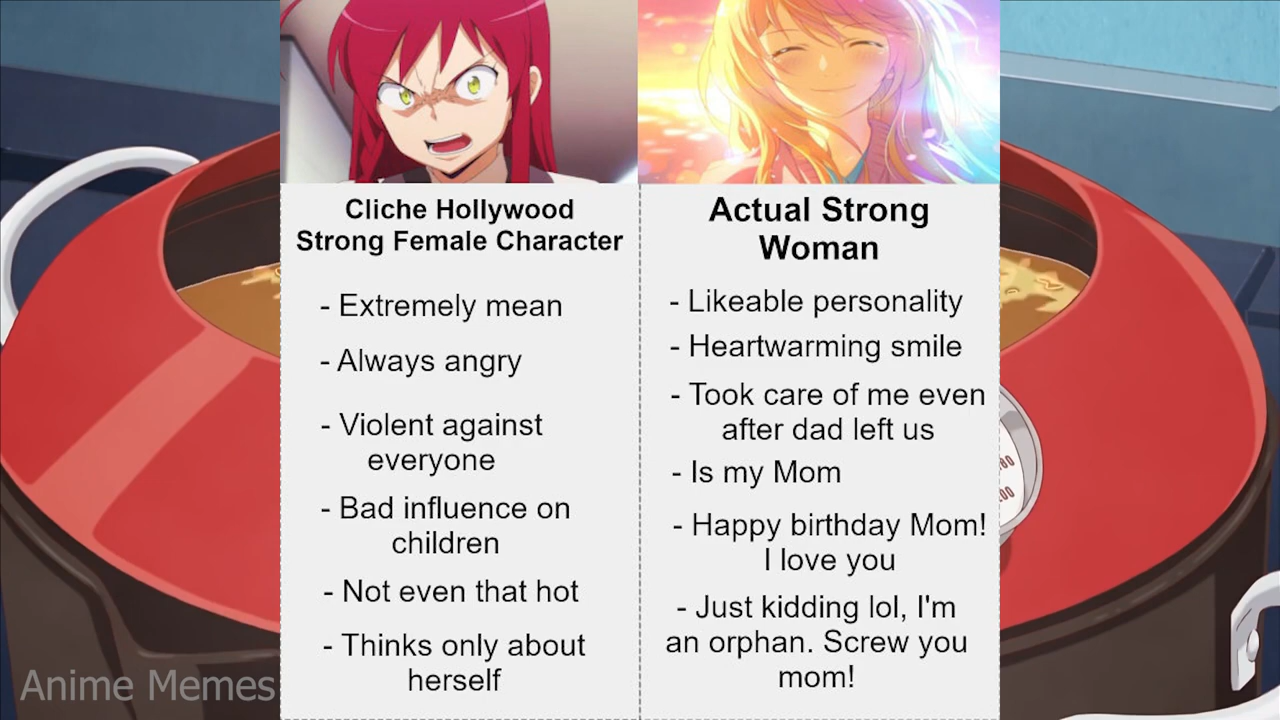 Cliche Hollywood
Strong Female Character
- Extremely mean
- Always angry
- Violent against
everyone
- Bad influence on
children
- Not even that hot
- Thinks only about
herself
Actual Strong
Woman
- Likeable personality
- Heartwarming smile
- Took care of me even
after dad left us
- Is my Mom
- Happy birthday Mom!
I love you
- Just kidding lol, I'm
an orphan. Screw you
mom!
Anime Memes